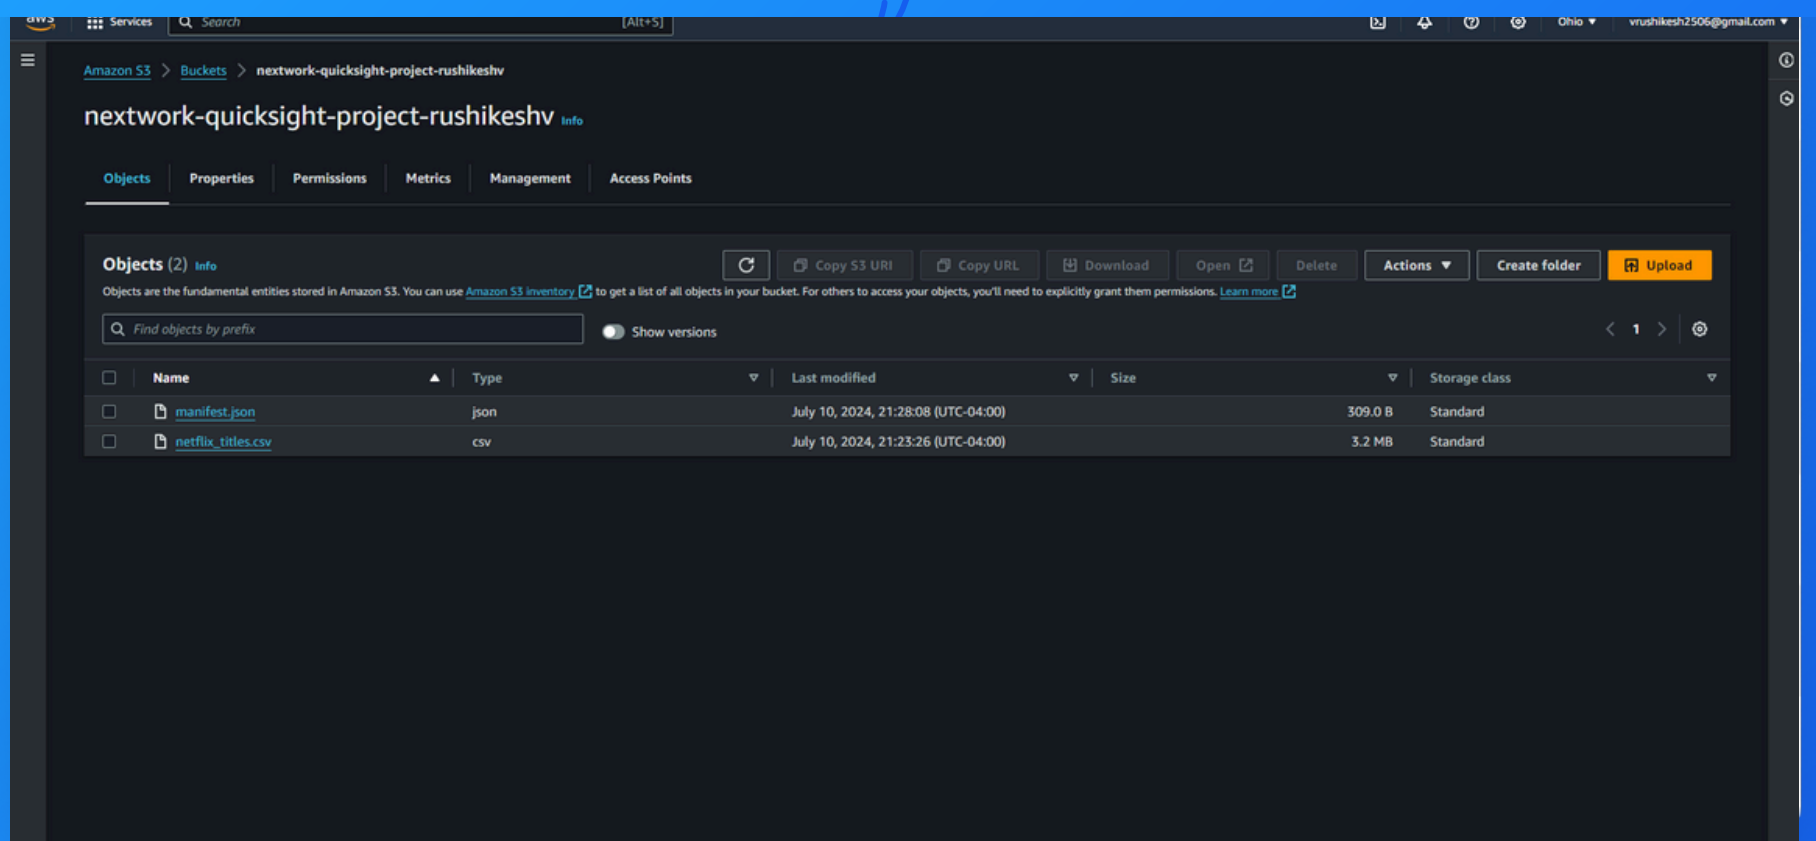 aws Services Search [Alt+S] Ohio ▼ vrushikesh2506@gmail.com ▼
Amazon S3 > Buckets > nextwork-quicksight-project-rushikeshv
nextwork-quicksight-project-rushikeshv Info
Objects Properties Permissions Metrics Management Access Points
Objects (2) Info Copy S3 URI Copy URL Download Open Delete Actions ▼ Create folder Upload
Objects are the fundamental entities stored in Amazon S3. You can use Amazon S3 inventory to get a list of all objects in your bucket. For others to access your objects, you'll need to explicitly grant them permissions. Learn more
Find objects by prefix Show versions < 1 >
Name Type Last modified Size Storage class
manifest.json json July 10, 2024, 21:28:08 (UTC-04:00) 309.0 B Standard
netflix_titles.csv csv July 10, 2024, 21:23:26 (UTC-04:00) 3.2 MB Standard